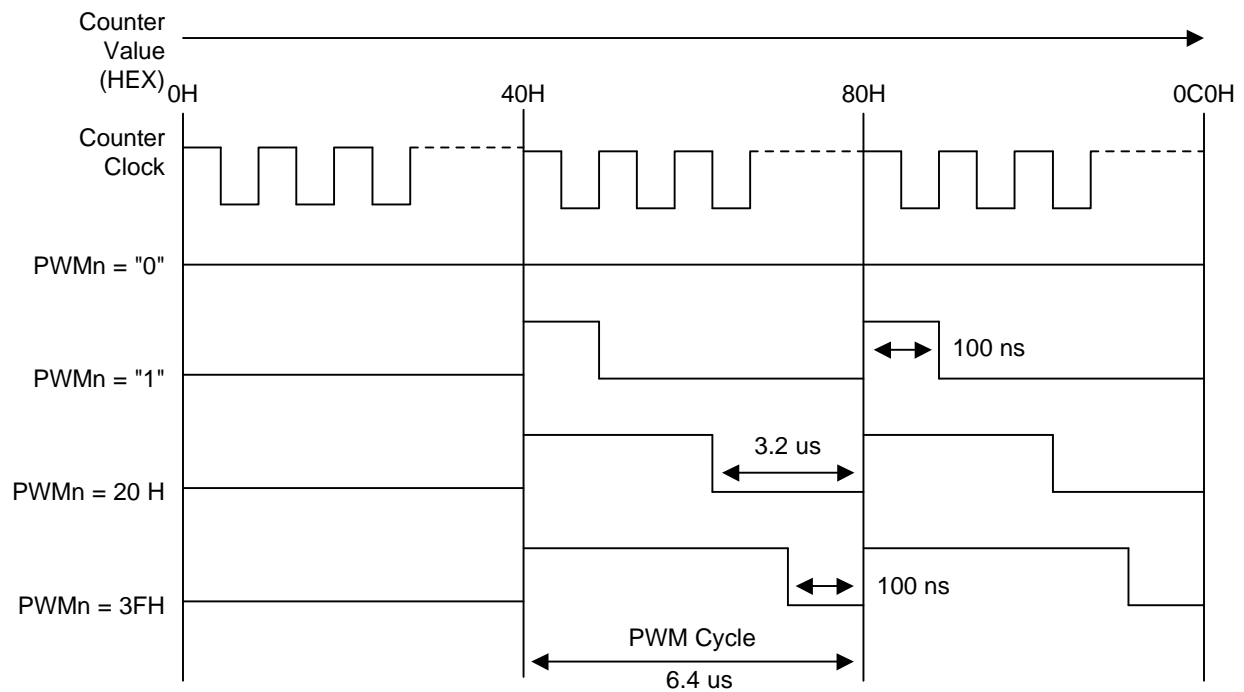 Counter
Value
(HEX)
0H
40H
80H
0C0H
Counter
Clock
PWMn = "0"
PWMn = "1"
100 ns
3.2 us
PWMn = 20 H
PWMn = 3FH
100 ns
PWM Cycle
6.4 us